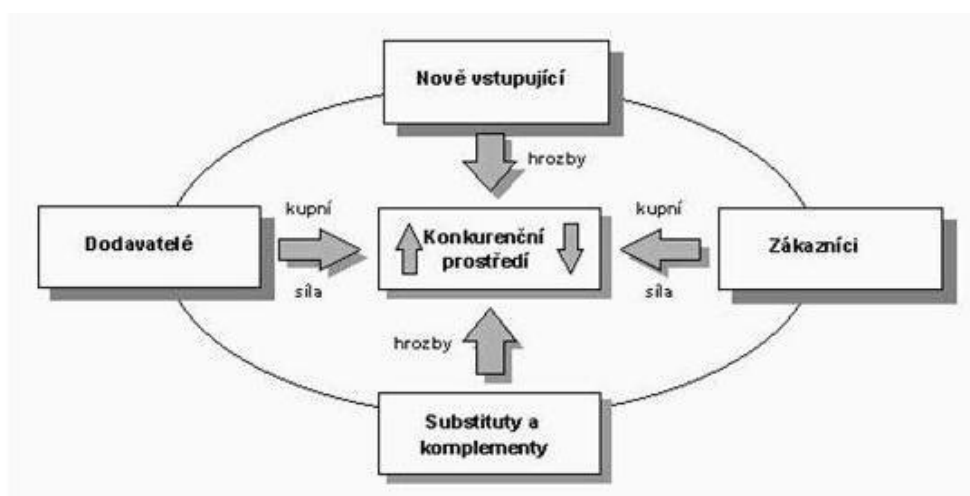 Nově vstupující
hrozby
Dodavatelé
kupní
síla
Konkurenční
prostředí
kupní
síla
Zákazníci
hrozby
Substituty a
komplementy